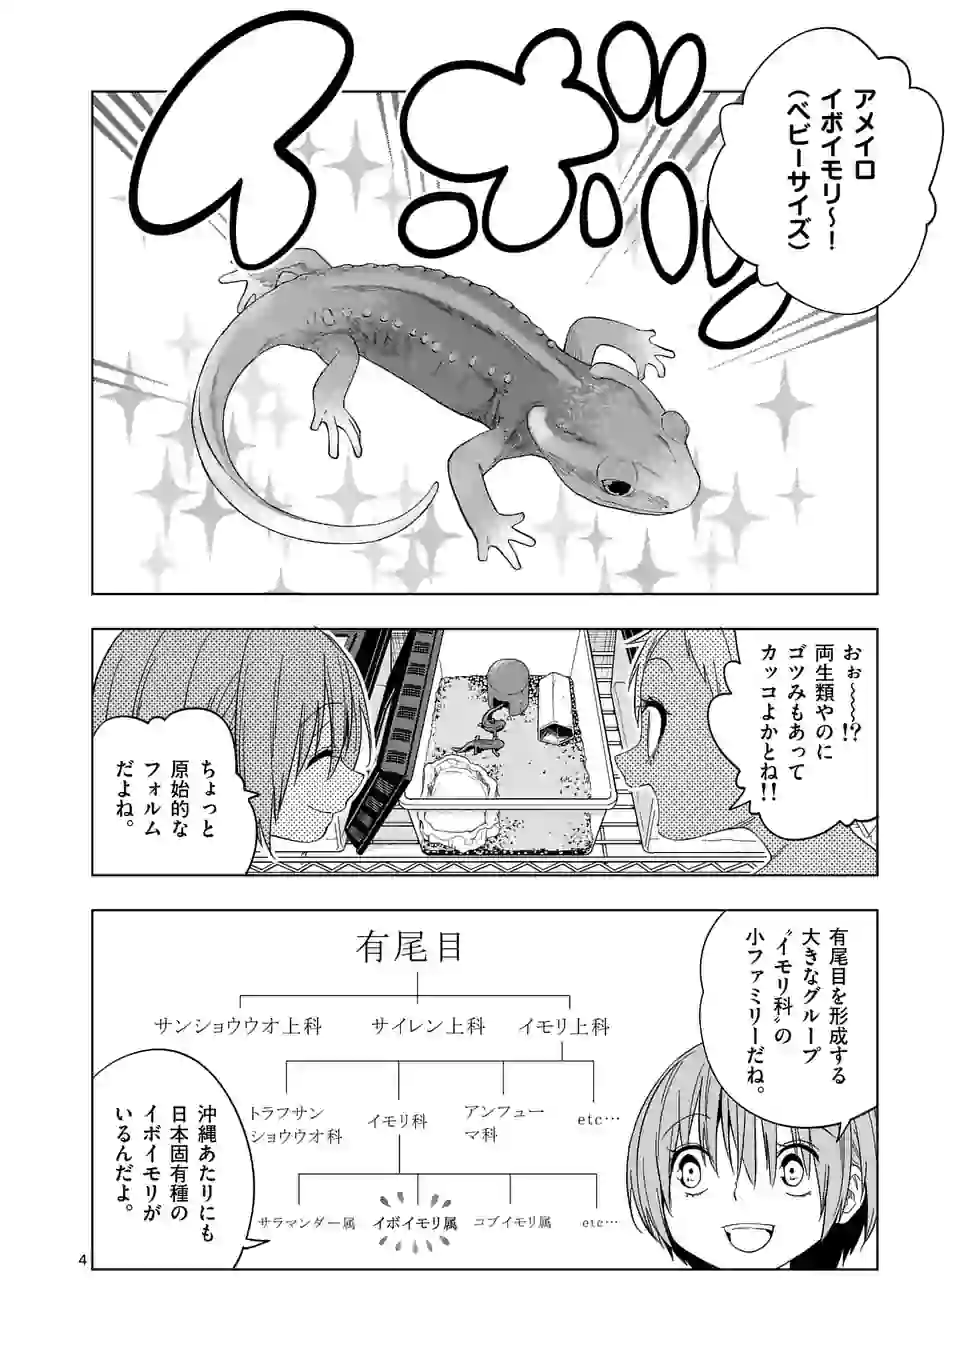 アメイロ
イボイモリ～！
（ベビーサイズ）
イボッ
おぉ～～～!?
両生類やのに
ゴツみもあって
カッコよかとね!!
ちょっと
原始的な
フォルム
だよね。
有尾目を形成する
大きなグループ
〝イモリ科〟の
小ファミリーだね。
有尾目
サンショウウオ上科
サイレン上科
イモリ上科
トラフサン
ショウウオ科
イモリ科
アンフュー
マ科
etc…
サラマンダー属
イボイモリ属
コブイモリ属
etc…
沖縄あたりにも
日本固有種の
イボイモリが
いるんだよ。
4